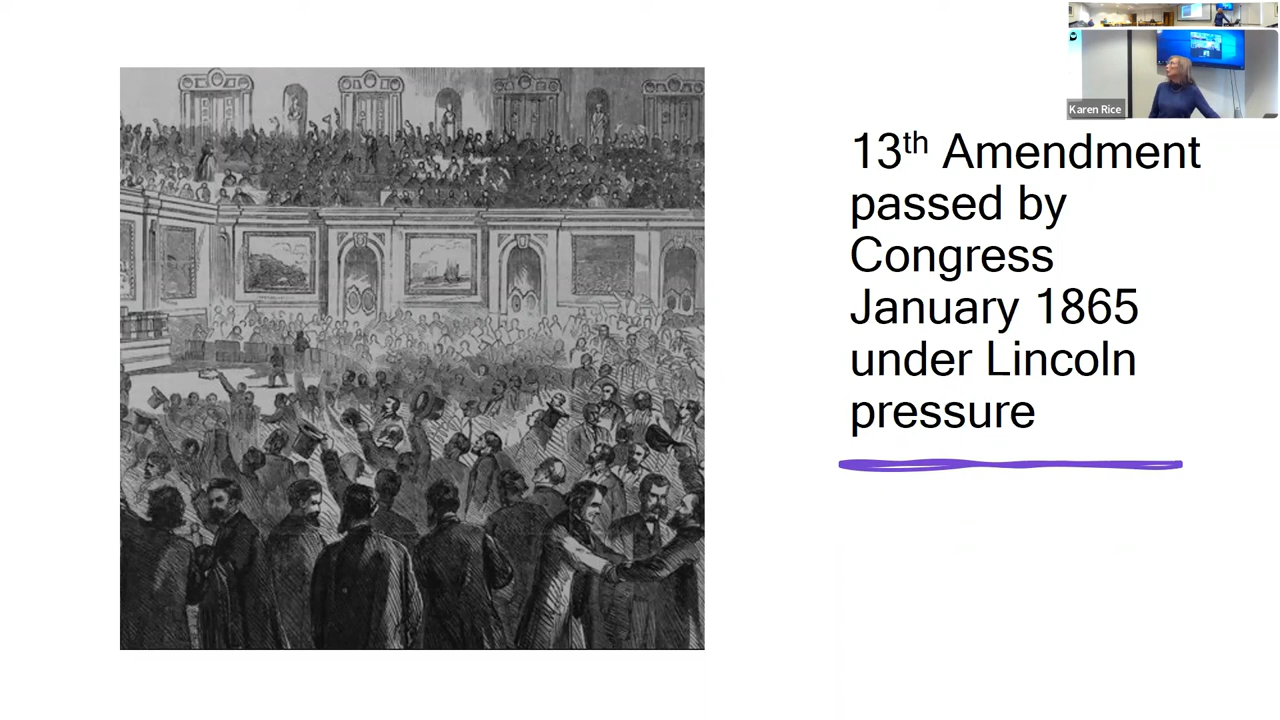 Karen Rice
13th Amendment
passed by
Congress
January 1865
under Lincoln
pressure